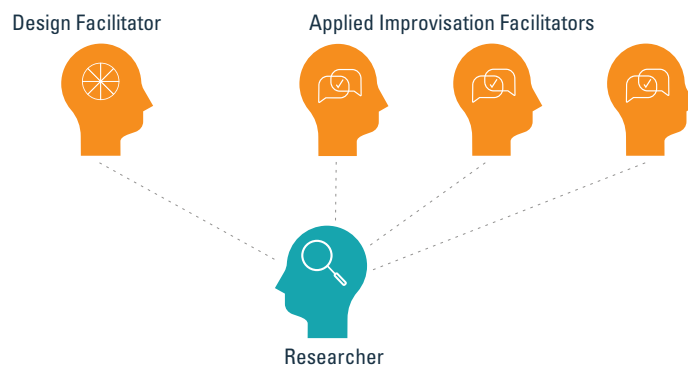 Design Facilitator
Applied Improvisation Facilitators
Researcher